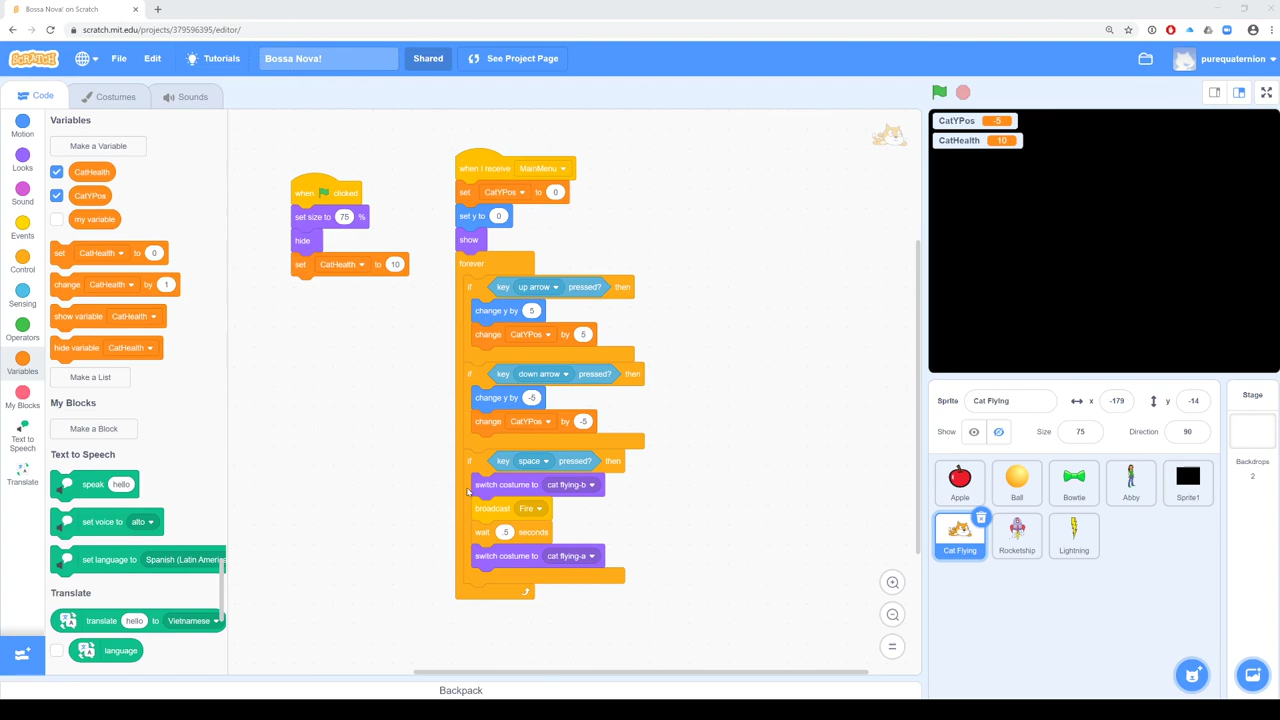 Bossa Nova! on Scratch
scratch.mit.edu/projects/379596395/editor/
SCRATCH File Edit Tutorials Bossa Nova! Shared See Project Page purequaternion
Code Costumes Sounds
Motion
Looks
Sound
Events
Control
Sensing
Operators
Variables
My Blocks
Text to
Speech
Translate
Variables
Make a Variable
CatHealth
CatYPos
my variable
set CatHealth to 0
change CatHealth by 1
show variable CatHealth
hide variable CatHealth
Make a List
My Blocks
Make a Block
Text to Speech
speak hello
set voice to alto
set language to Spanish (Latin Americ
Translate
translate hello to Vietnamese
language
when clicked
set size to 75 %
hide
set CatHealth to 10
when I receive MainMenu
set CatYPos to 0
set y to 0
show
forever
if key up arrow pressed? then
change y by 5
change CatYPos by 5
if key down arrow pressed? then
change y by -5
change CatYPos by -5
if key space pressed? then
switch costume to cat flying-b
broadcast Fire
wait .5 seconds
switch costume to cat flying-a
Backpack
CatYPos -5
CatHealth 10
Sprite Cat Flying x -179 y -14
Show Size 75 Direction 90
Apple Ball Bowtie Abby Sprite1
Cat Flying Rocketship Lightning
Stage
Backdrops
2